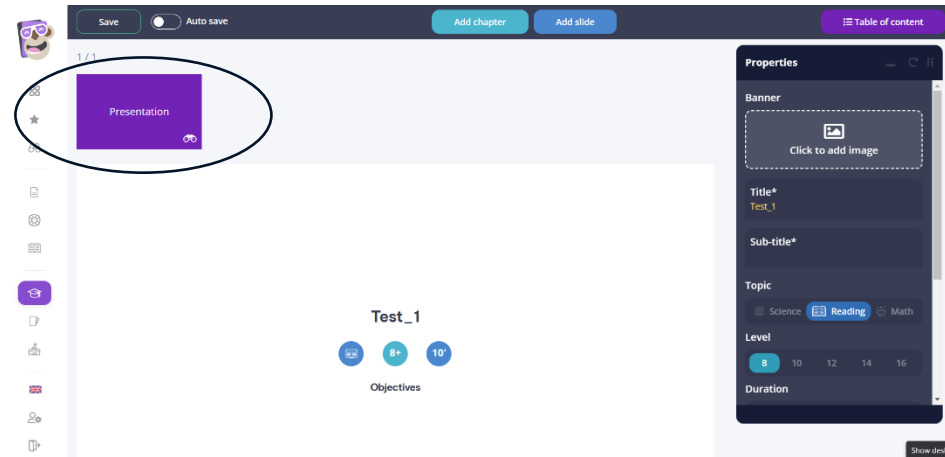 Save
Auto save
Add chapter
Add slide
Table of content
1 / 1
Presentation
Properties
Banner
Click to add image
Title*
Test_1
Sub-title*
Topic
Science Reading Math
Level
8 10 12 14 16
Duration
Test_1
8+ 10'
Objectives
Show des